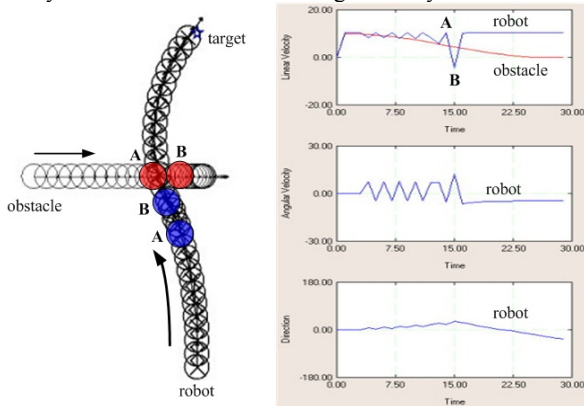 target
A
B
obstacle
B
A
robot
20.00
A
robot
Linear Velocity
0.00
obstacle
B
-20.00
0.00
7.50
15.00
22.50
30.00
Time
30.00
Angular Velocity
0.00
robot
-30.00
0.00
7.50
15.00
22.50
30.00
Time
180.00
Direction
0.00
robot
-180.00
0.00
7.50
15.00
22.50
30.00
Time